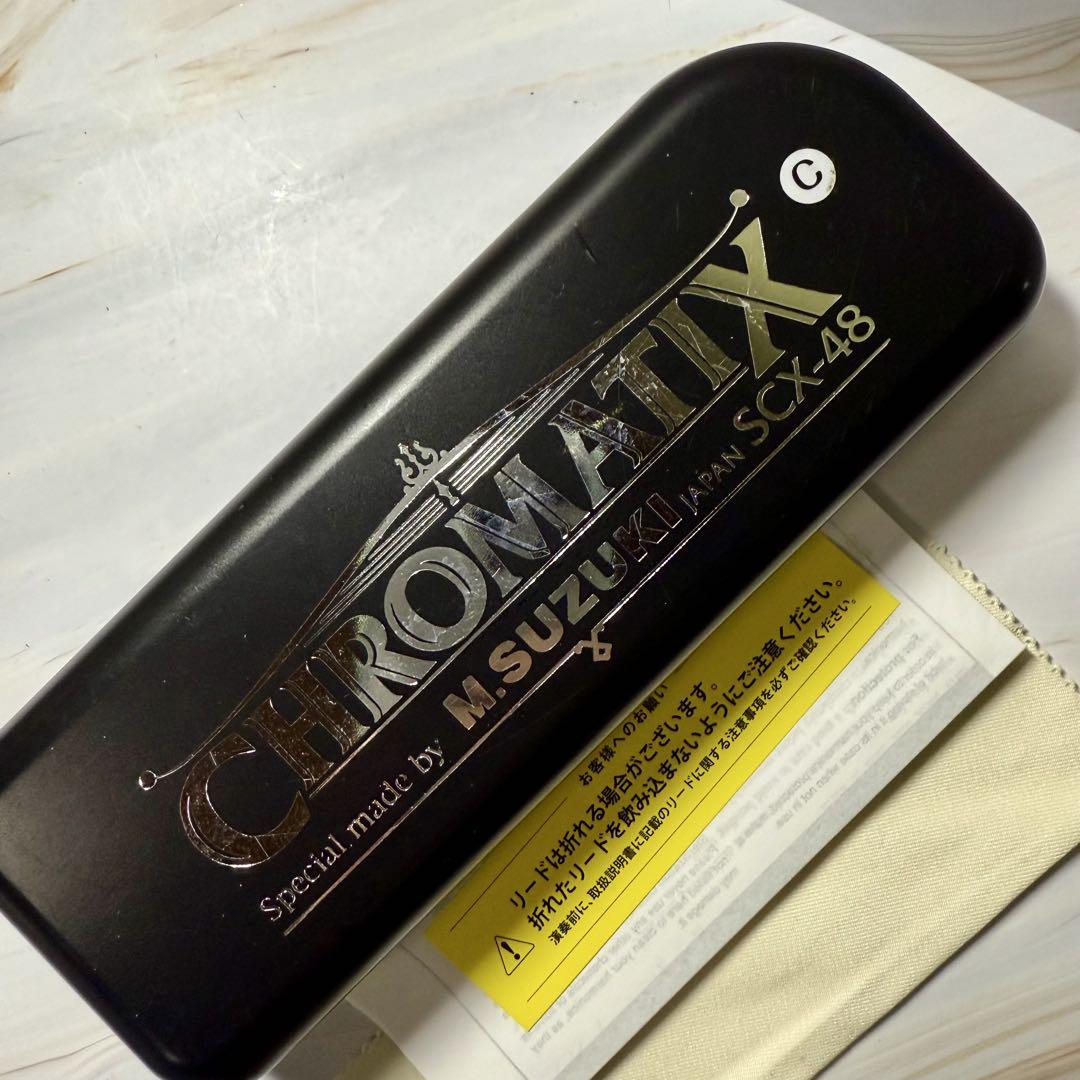 C
CHROMATIX
Special made by M.SUZUKI JAPAN SCX-48
お客様へのお願い
リードは折れる場合がございます。
折れたリードを飲み込まないようにご注意ください。
演奏前に、取扱説明書に記載のリードに関する注意事項を必ずご確認ください。